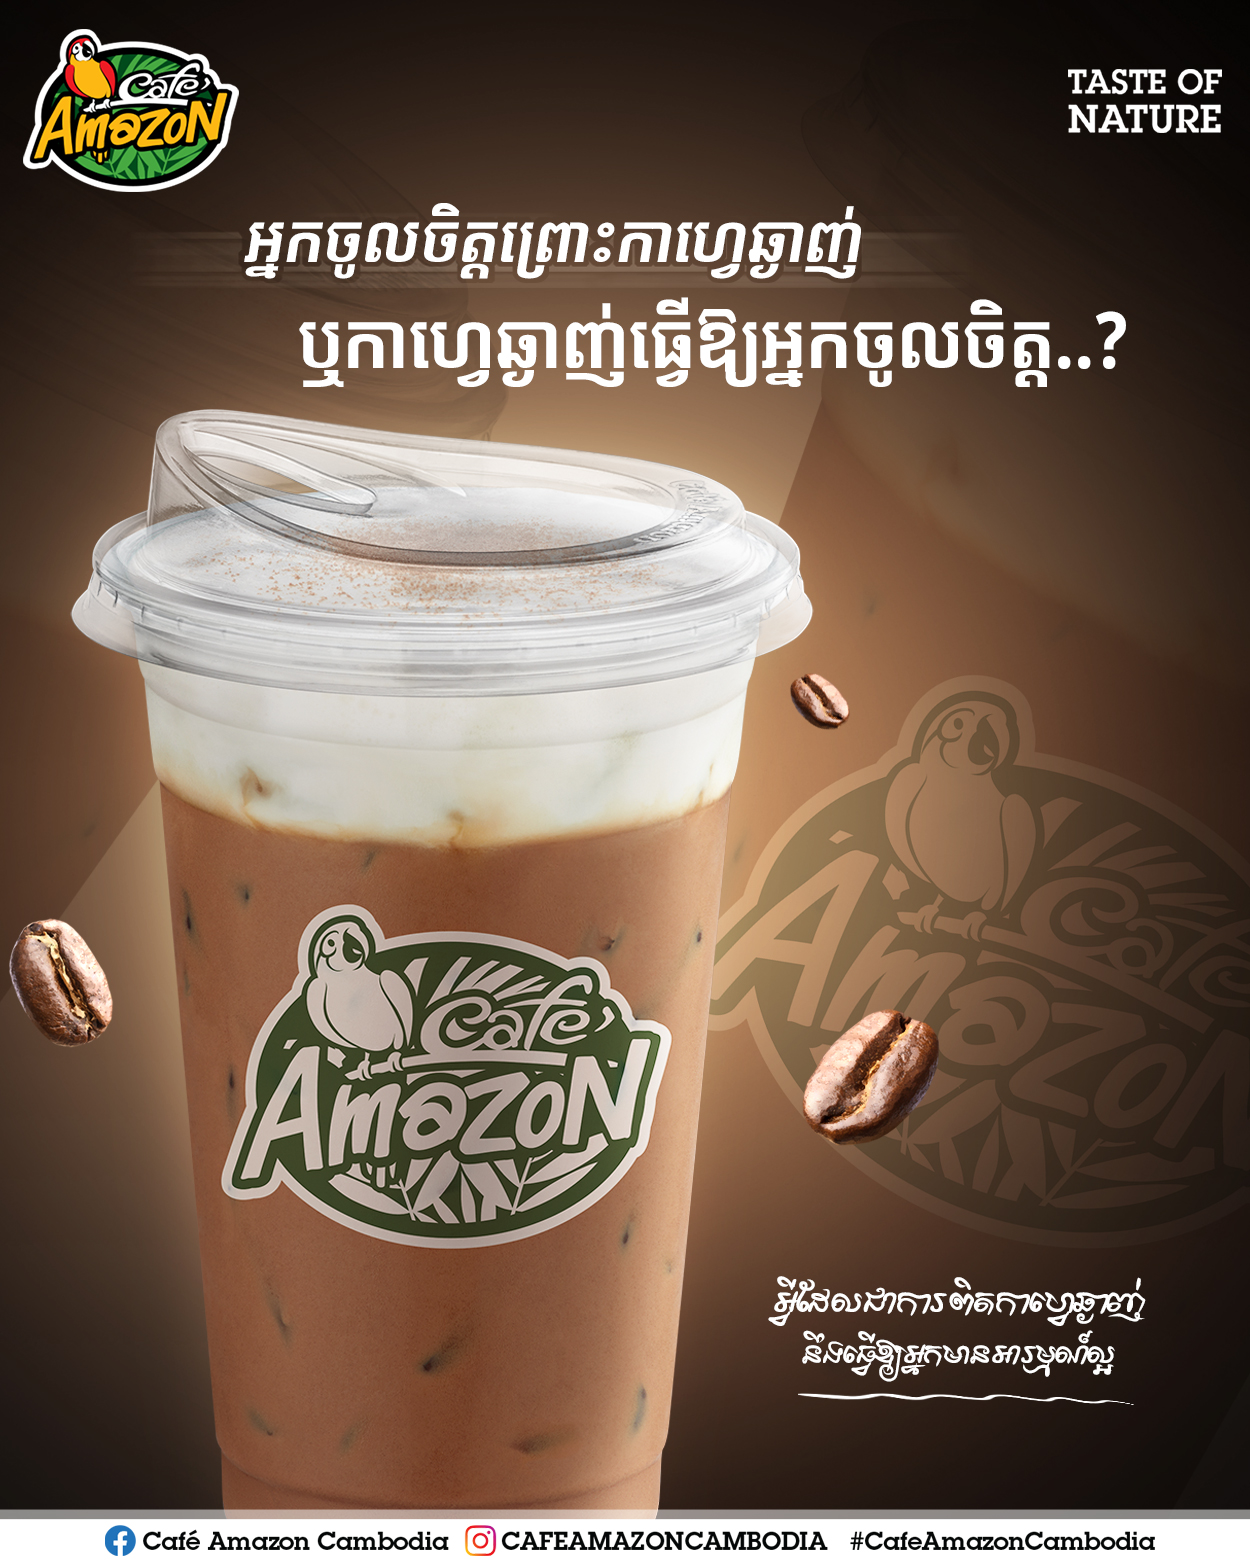 Café
Amazon
TASTE OF
NATURE
អ្នកចូលចិត្តព្រោះកាហ្វេឆ្ងាញ់
ឬកាហ្វេឆ្ងាញ់ធ្វើឱ្យអ្នកចូលចិត្ត..?
Café
Amazon
Café
Amazon
អ្វីដែលជាការពិតកាហ្វេឆ្ងាញ់
នឹងធ្វើឱ្យអ្នកមានអារម្មណ៍ល្អ
Café Amazon Cambodia CAFEAMAZONCAMBODIA #CafeAmazonCambodia